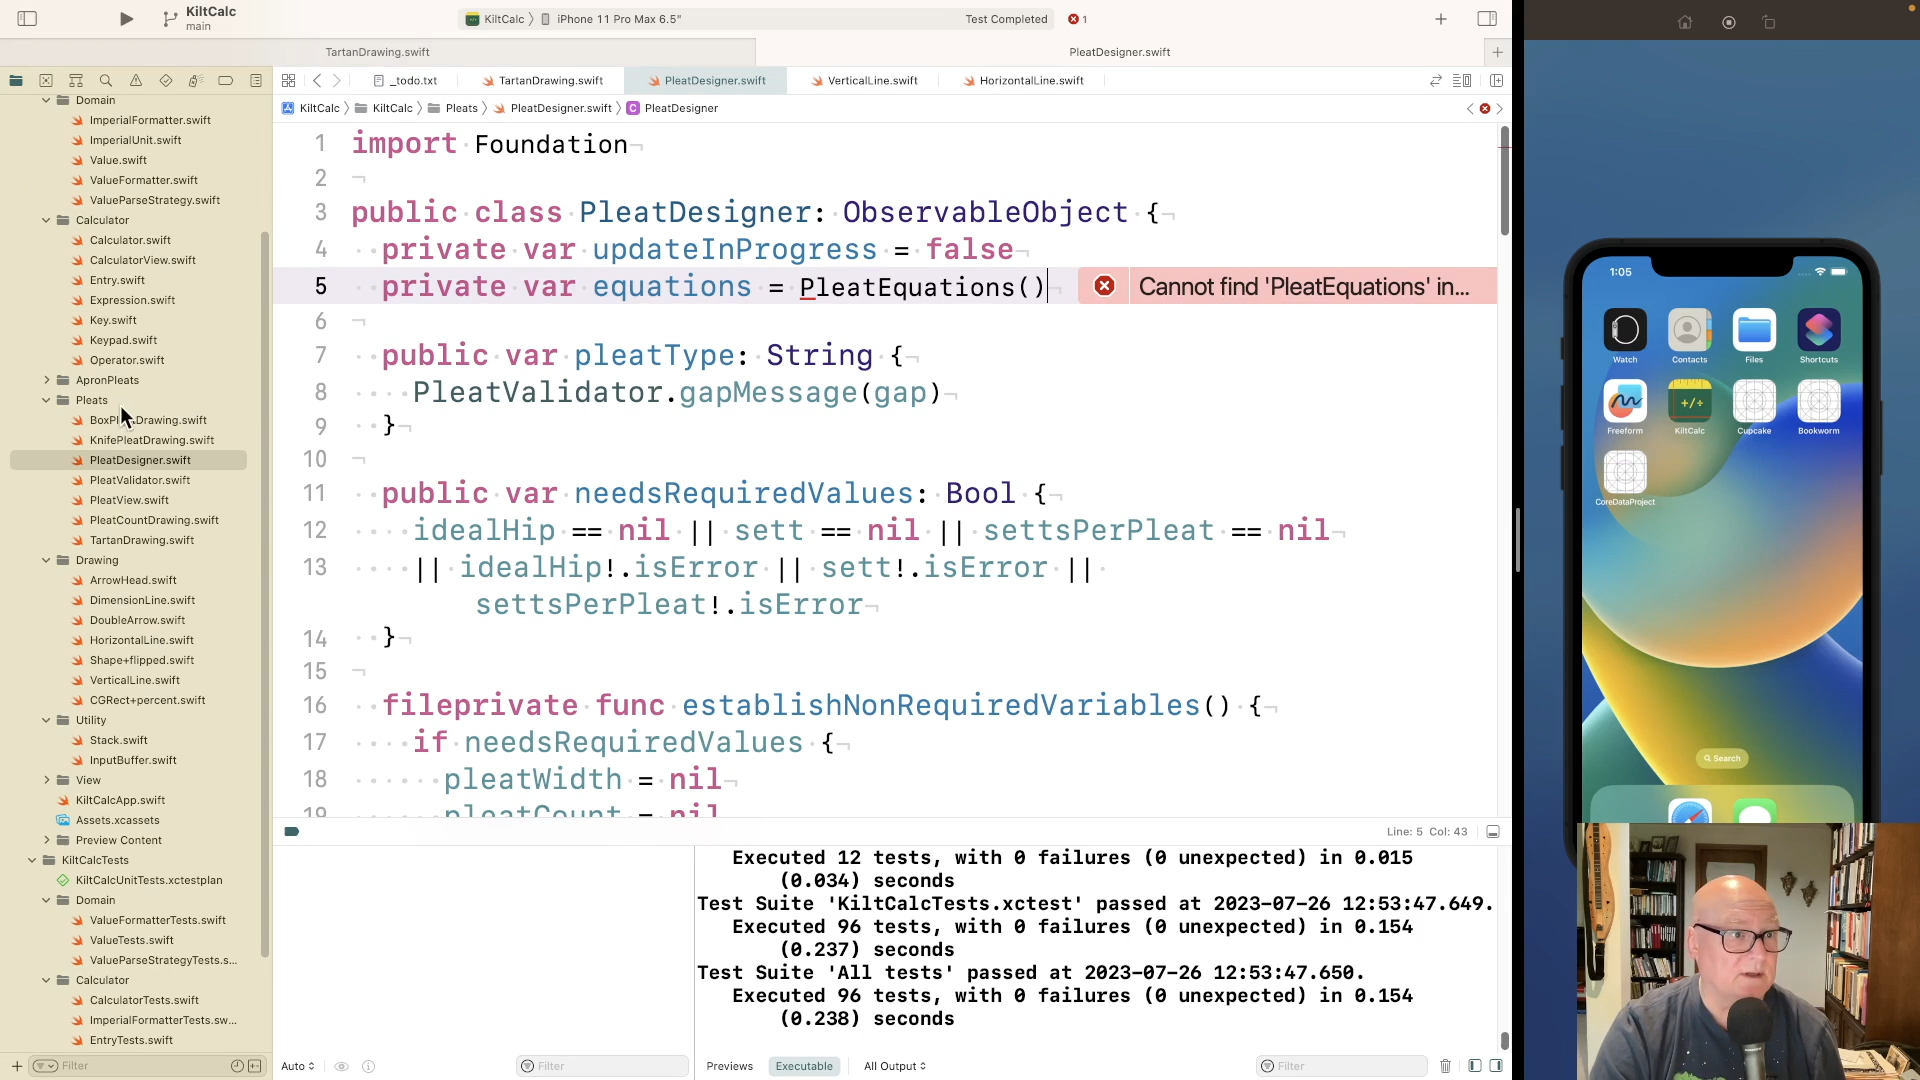 KiltCalc
main
KiltCalc
iPhone 11 Pro Max 6.5"
Test Completed
1
TartanDrawing.swift
PleatDesigner.swift
_todo.txt
TartanDrawing.swift
PleatDesigner.swift
VerticalLine.swift
HorizontalLine.swift
KiltCalc
KiltCalc
Pleats
PleatDesigner.swift
PleatDesigner
Domain
ImperialFormatter.swift
ImperialUnit.swift
Value.swift
ValueFormatter.swift
ValueParseStrategy.swift
Calculator
Calculator.swift
CalculatorView.swift
Entry.swift
Expression.swift
Key.swift
Keypad.swift
Operator.swift
ApronPleats
Pleats
BoxPl Drawing.swift
KnifePleatDrawing.swift
PleatDesigner.swift
PleatValidator.swift
PleatView.swift
PleatCountDrawing.swift
TartanDrawing.swift
Drawing
ArrowHead.swift
DimensionLine.swift
DoubleArrow.swift
HorizontalLine.swift
Shape+flipped.swift
VerticalLine.swift
CGRect+percent.swift
Utility
Stack.swift
InputBuffer.swift
View
KiltCalcApp.swift
Assets.xcassets
Preview Content
KiltCalcTests
KiltCalcUnitTests.xctestplan
Domain
ValueFormatterTests.swift
ValueTests.swift
ValueParseStrategyTests.s...
Calculator
CalculatorTests.swift
ImperialFormatterTests.sw...
EntryTests.swift
Filter
1 import Foundation
2
3 public class PleatDesigner: ObservableObject {
4 private var updateInProgress = false
5 private var equations = PleatEquations()
Cannot find 'PleatEquations' in...
6
7 public var pleatType: String {
8 PleatValidator.gapMessage(gap)
9 }
10
11 public var needsRequiredValues: Bool {
12 idealHip == nil || sett == nil || settsPerPleat == nil
13 || idealHip!.isError || sett!.isError ||
settsPerPleat!.isError
14 }
15
16 fileprivate func establishNonRequiredVariables() {
17 if needsRequiredValues {
18 pleatWidth = nil
19 pleatCount = nil
Line: 5 Col: 43
Executed 12 tests, with 0 failures (0 unexpected) in 0.015
(0.034) seconds
Test Suite 'KiltCalcTests.xctest' passed at 2023-07-26 12:53:47.649.
Executed 96 tests, with 0 failures (0 unexpected) in 0.154
(0.237) seconds
Test Suite 'All tests' passed at 2023-07-26 12:53:47.650.
Executed 96 tests, with 0 failures (0 unexpected) in 0.154
(0.238) seconds
Auto
Filter
Previews
Executable
All Output
Filter
1:05
Watch
Contacts
Files
Shortcuts
+/÷
Freeform
KiltCalc
Cupcake
Bookworm
CoreDataProject
Search